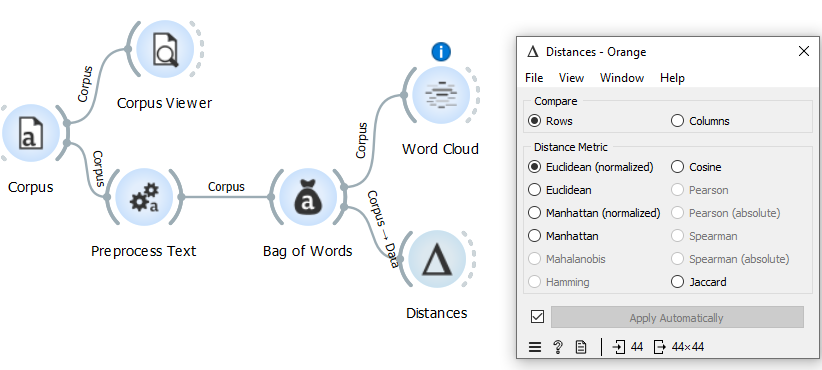 Corpus
Corpus Viewer
Corpus
Corpus
Preprocess Text
Corpus
a
a
a
Bag of Words
i
Corpus
Word Cloud
Corpus → Data
Δ
Distances
Δ Distances - Orange
File View Window Help
Compare
Rows Columns
Distance Metric
Euclidean (normalized) Cosine
Euclidean Pearson
Manhattan (normalized) Pearson (absolute)
Manhattan Spearman
Mahalanobis Spearman (absolute)
Hamming Jaccard
Apply Automatically
? 44 44×44